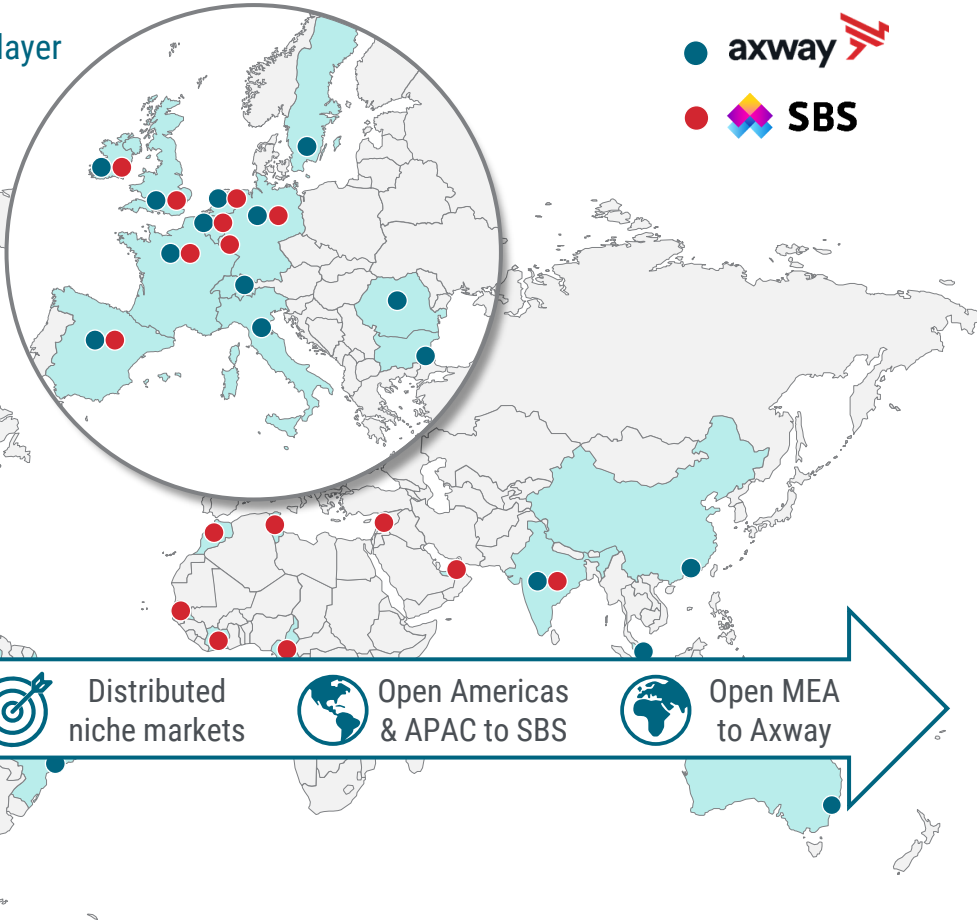 layer
axway
SBS
Distributed
niche markets
Open Americas
& APAC to SBS
Open MEA
to Axway